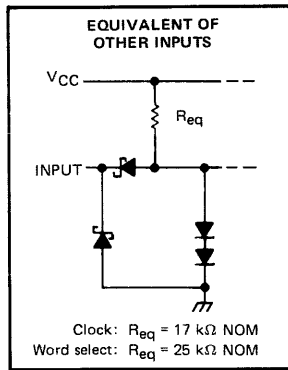 EQUIVALENT OF
OTHER INPUTS
VCC
Req
INPUT
Clock: Req = 17 kΩ NOM
Word select: Req = 25 kΩ NOM